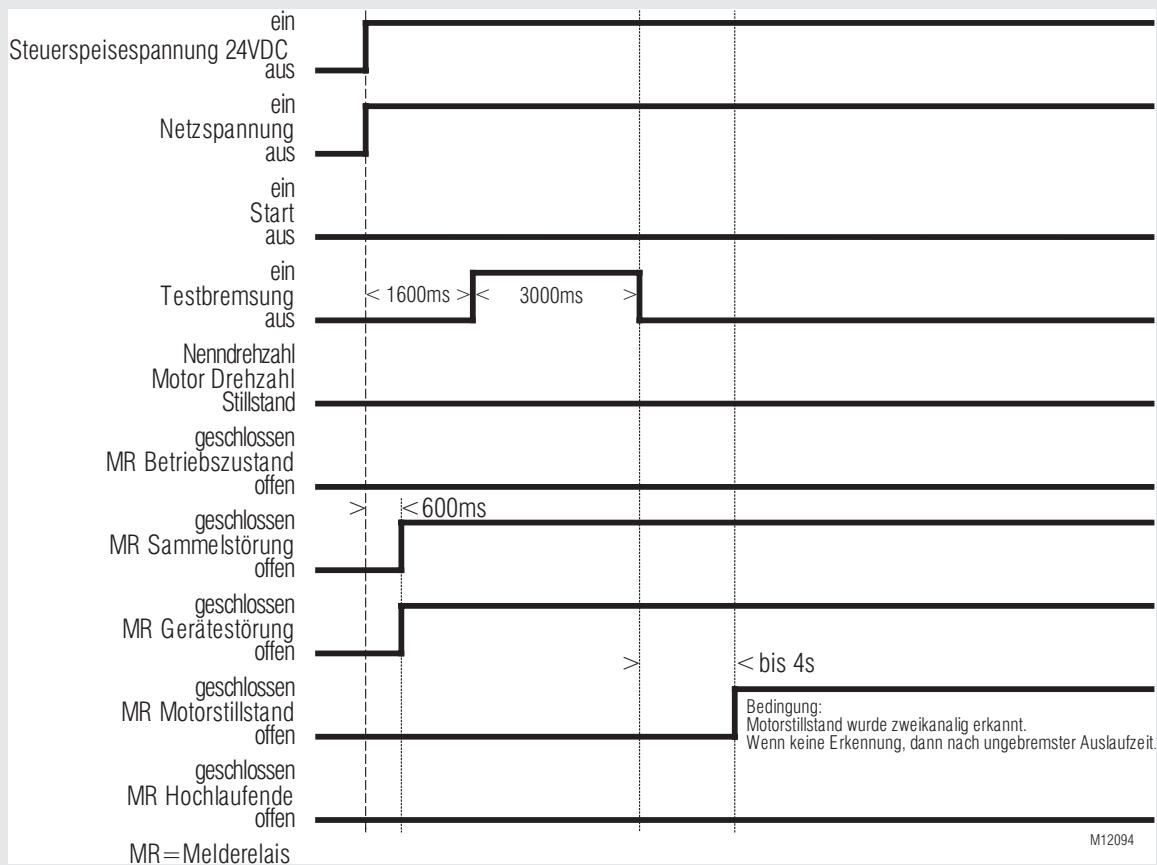 ein
Steuerspeisespannung 24VDC
aus
ein
Netzspannung
aus
ein
Start
aus
ein
Testbremsung
aus
< 1600ms >< 3000ms >
Nenndrehzahl
Motor Drehzahl
Stillstand
geschlossen
MR Betriebszustand
offen
> <600ms
geschlossen
MR Sammelstörung
offen
geschlossen
MR Gerätestörung
offen
> < bis 4s
geschlossen
MR Motorstillstand
offen
Bedingung:
Motorstillstand wurde zweikanalig erkannt.
Wenn keine Erkennung, dann nach ungebremster Auslaufzeit.
geschlossen
MR Hochlaufende
offen
MR=Melderelais
M12094